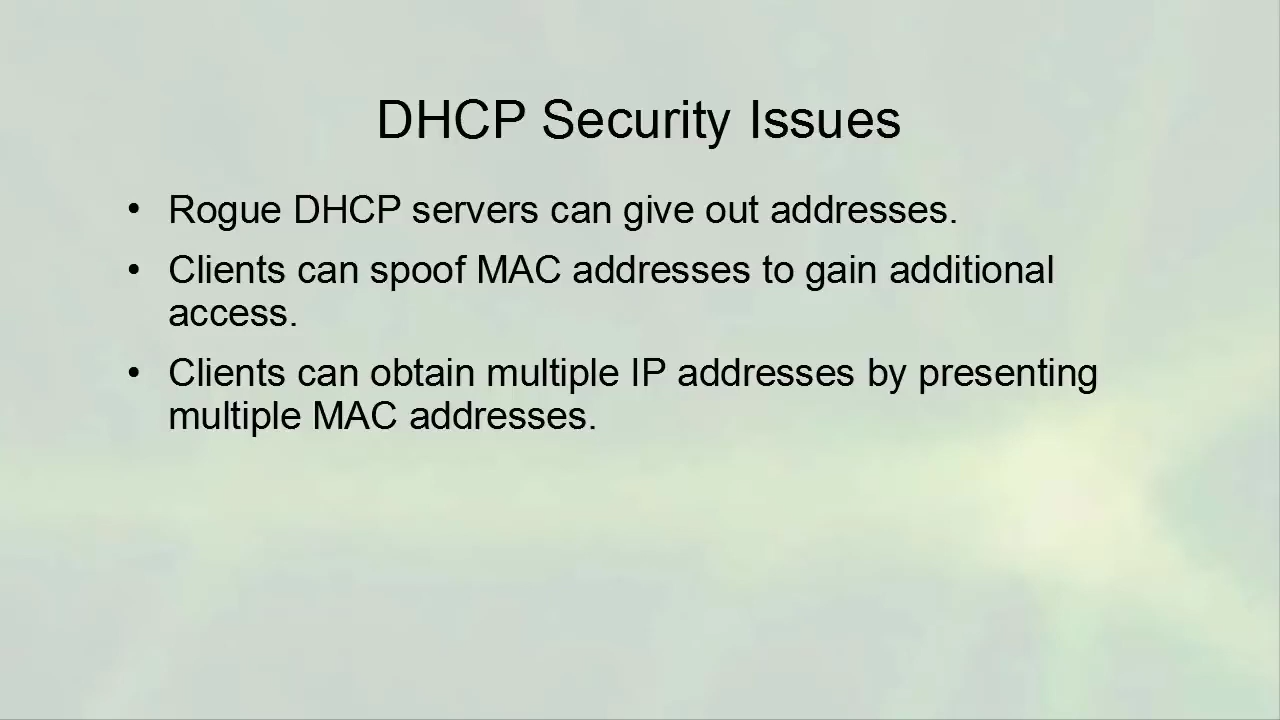 DHCP Security Issues
• Rogue DHCP servers can give out addresses.
• Clients can spoof MAC addresses to gain additional
access.
• Clients can obtain multiple IP addresses by presenting
multiple MAC addresses.